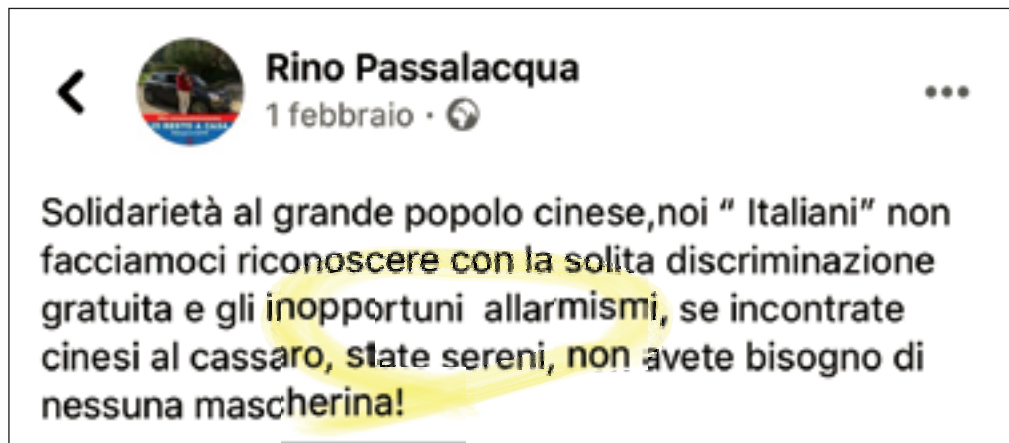 Rino Passalacqua
1 febbraio ·
Solidarietà al grande popolo cinese,noi “ Italiani” non
facciamoci riconoscere con la solita discriminazione
gratuita e gli inopportuni allarmismi, se incontrate
cinesi al cassaro, state sereni, non avete bisogno di
nessuna mascherina!